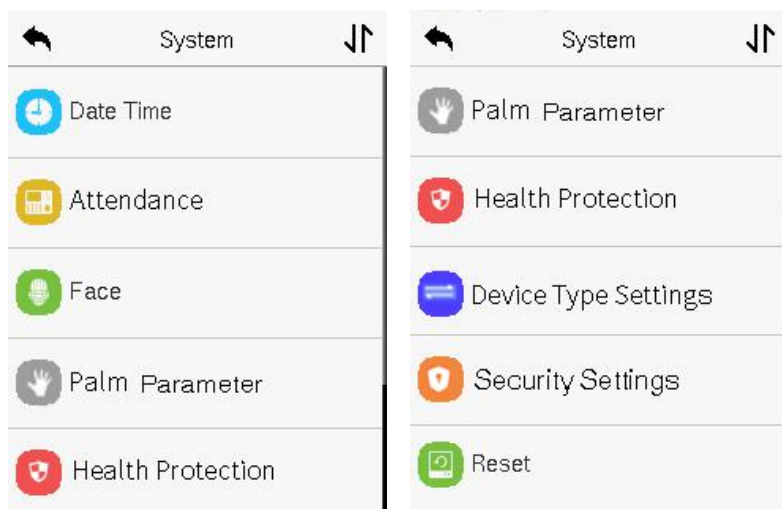 System
Date Time
Attendance
Face
Palm Parameter
Health Protection
System
Palm Parameter
Health Protection
Device Type Settings
Security Settings
Reset